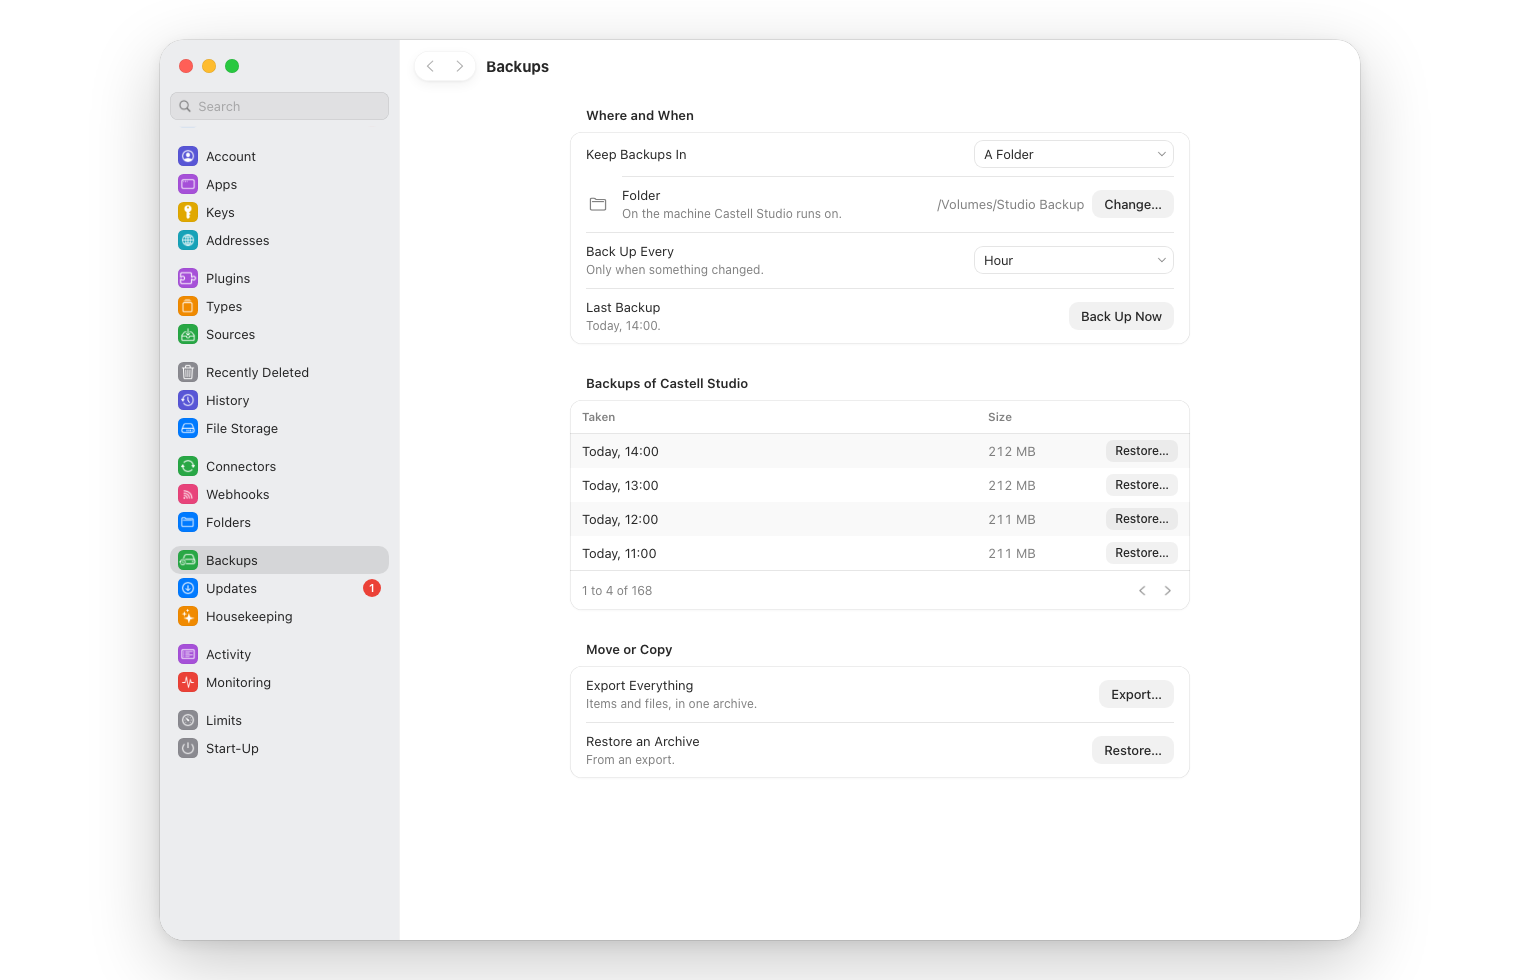 Backups
Search
Account
Apps
Keys
Addresses
Plugins
Types
Sources
Recently Deleted
History
File Storage
Connectors
Webhooks
Folders
Backups
Updates
1
Housekeeping
Activity
Monitoring
Limits
Start-Up
Where and When
Keep Backups In
A Folder
Folder
On the machine Castell Studio runs on.
/Volumes/Studio Backup
Change...
Back Up Every
Only when something changed.
Hour
Last Backup
Today, 14:00.
Back Up Now
Backups of Castell Studio
Taken Size
Today, 14:00 212 MB Restore...
Today, 13:00 212 MB Restore...
Today, 12:00 211 MB Restore...
Today, 11:00 211 MB Restore...
1 to 4 of 168
Move or Copy
Export Everything
Items and files, in one archive.
Export...
Restore an Archive
From an export.
Restore...